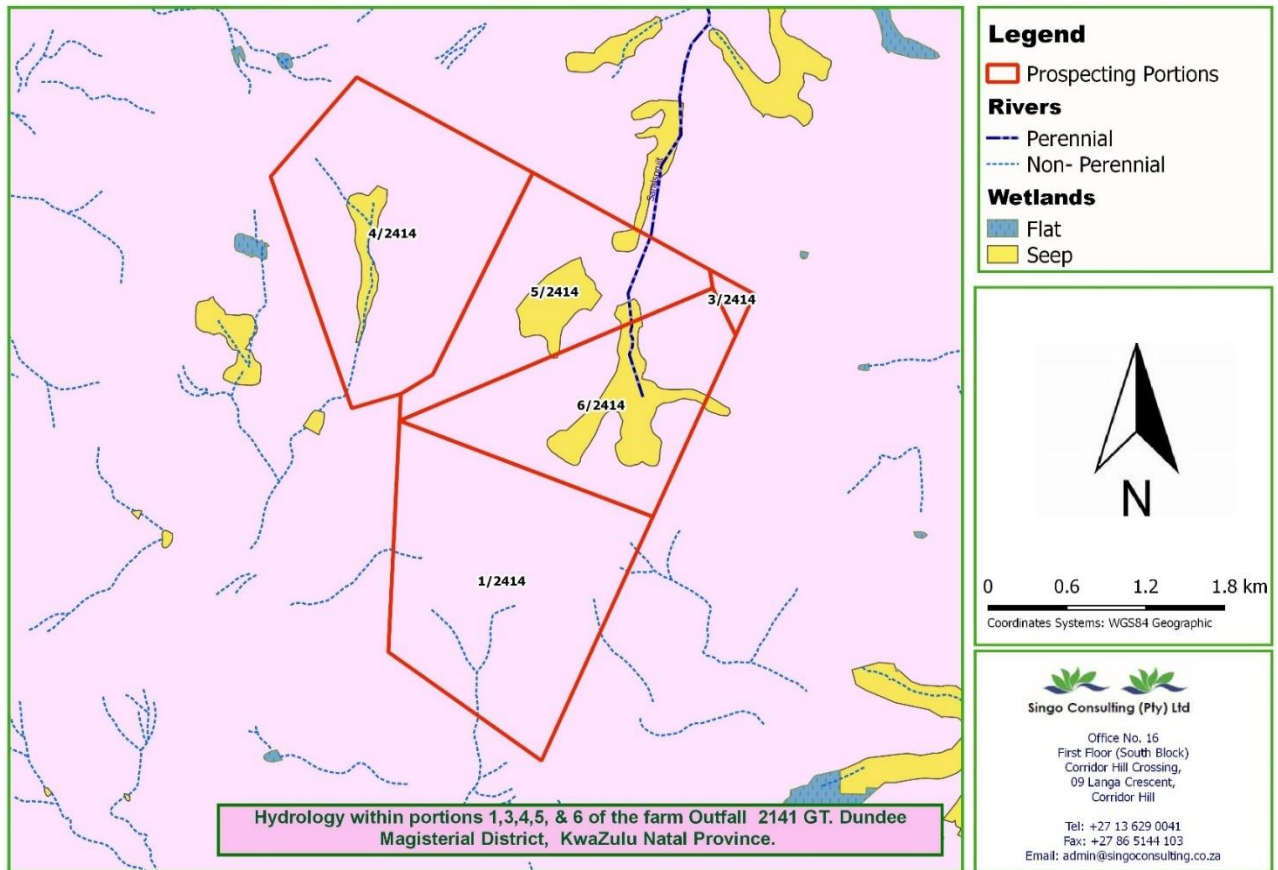 Sandspruit
4/2414
5/2414
3/2414
6/2414
1/2414
Hydrology within portions 1,3,4,5, & 6 of the farm Outfall 2141 GT. Dundee
Magisterial District, KwaZulu Natal Province.
Legend
Prospecting Portions
Rivers
Perennial
Non- Perennial
Wetlands
Flat
Seep
N
0 0.6 1.2 1.8 km
Coordinates Systems: WGS84 Geographic
Singo Consulting (Pty) Ltd
Office No. 16
First Floor (South Block)
Corridor Hill Crossing,
09 Langa Crescent,
Corridor Hill
Tel: +27 13 629 0041
Fax: +27 86 5144 103
Email: admin@singoconsulting.co.za